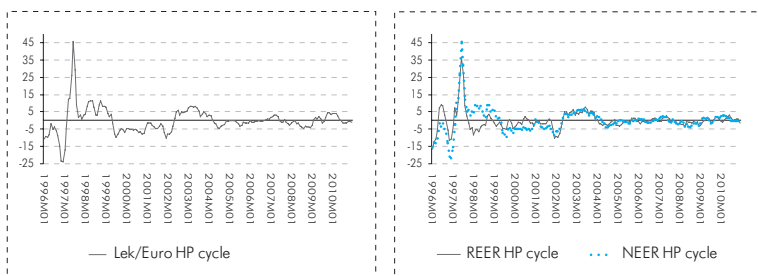 45
35
25
15
5
-5
-15
-25
1996M01
1997M01
1998M01
1999M01
2000M01
2001M01
2002M01
2003M01
2004M01
2005M01
2006M01
2007M01
2008M01
2009M01
2010M01
Lek/Euro HP cycle
45
35
25
15
5
-5
-15
-25
1996M01
1997M01
1998M01
1999M01
2000M01
2001M01
2002M01
2003M01
2004M01
2005M01
2006M01
2007M01
2008M01
2009M01
2010M01
REER HP cycle NEER HP cycle